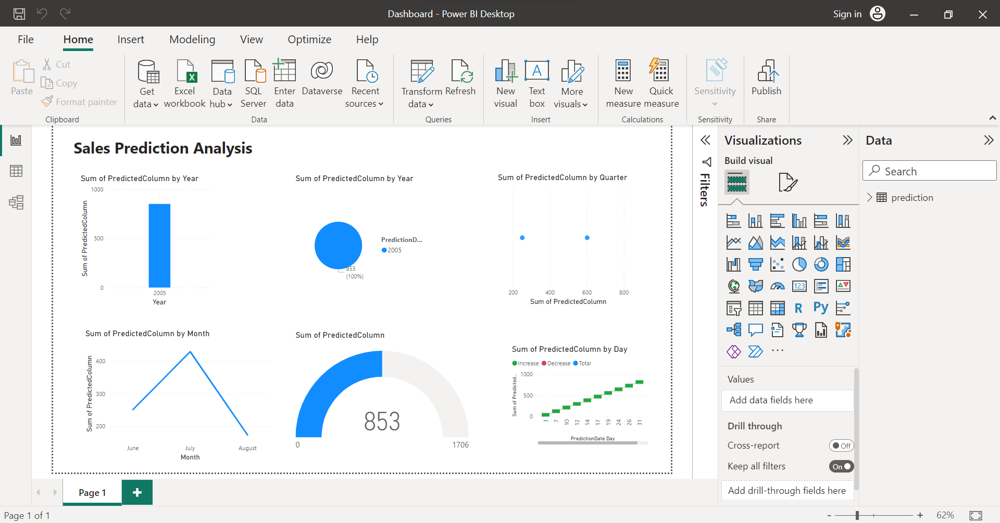 Dashboard - Power BI Desktop
Sign in
File
Home
Insert
Modeling
View
Optimize
Help
Paste
Cut
Copy
Format painter
Clipboard
Get data
Excel workbook
Data hub
SQL Server
Enter data
Dataverse
Recent sources
Data
Transform data
Refresh
Queries
New visual
Text box
More visuals
Insert
New measure
Quick measure
Calculations
Sensitivity
Sensitivity
Publish
Share
Sales Prediction Analysis
Sum of PredictedColumn by Year
Sum of PredictedColumn
1000
500
0
2005
Year
Sum of PredictedColumn by Year
853
(100%)
PredictionD...
2005
Sum of PredictedColumn by Quarter
200 400 600 800
Sum of PredictedColumn
Sum of PredictedColumn by Month
Sum of PredictedColumn
400
300
200
June July August
Month
Sum of PredictedColumn
853
0 1706
Sum of PredictedColumn by Day
Increase Decrease Total
Sum of Predicted...
1000
500
0
3 7 10 12 14 17 19 24 26 31
PredictionDate Day
Filters
Visualizations
Build visual
123
R
Py
Values
Add data fields here
Drill through
Cross-report
Off
Keep all filters
On
Add drill-through fields here
Data
Search
prediction
Page 1
Page 1 of 1
62%